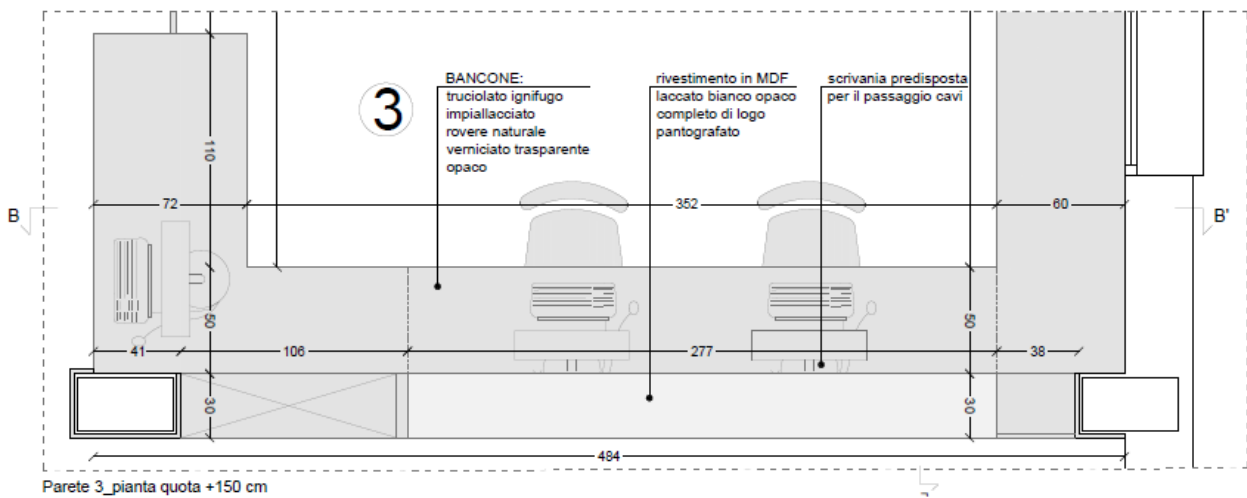 BANCONE:
truciolato ignifugo
impiallacciato
rovere naturale
verniciato trasparente
opaco
rivestimento in MDF
laccato bianco opaco
completo di logo
pantografato
scrivania predisposta
per il passaggio cavi
3
110
B
72
352
60
B'
50
50
41
106
277
38
30
30
484
Parete 3_pianta quota +150 cm